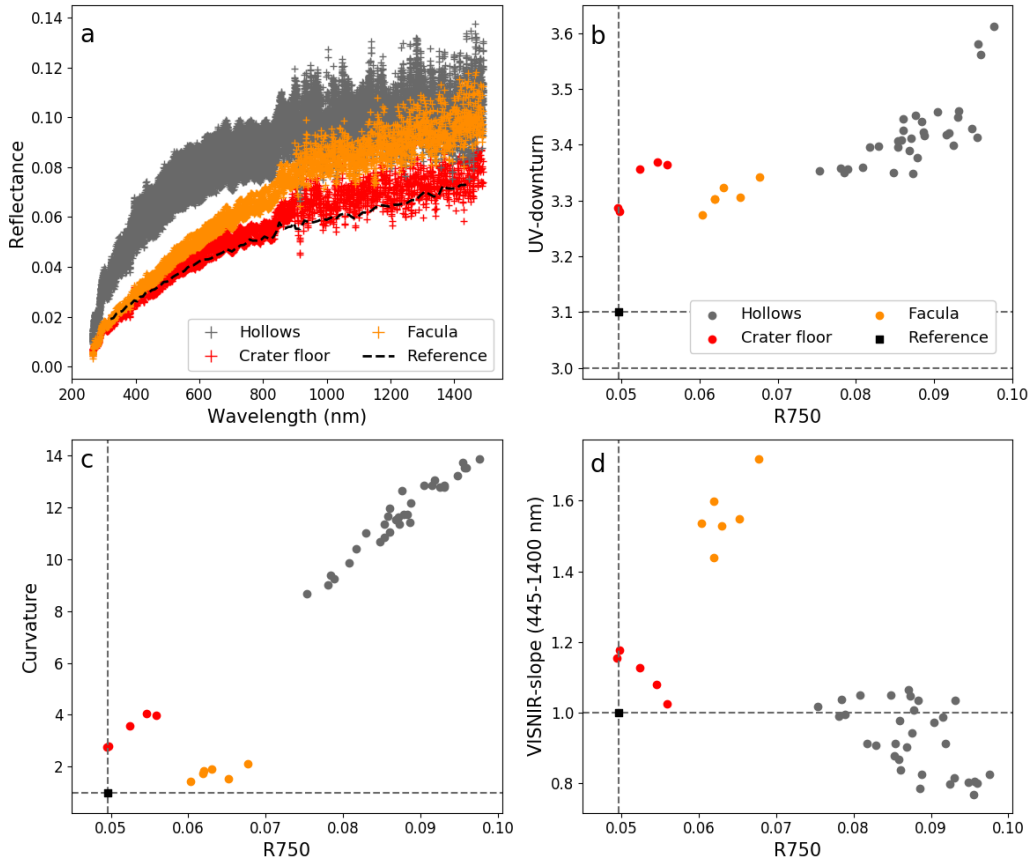 a
0.14
0.12
0.10
0.08
0.06
0.04
0.02
0.00
Reflectance
Hollows
Crater floor
Facula
Reference
200 400 600 800 1000 1200 1400
Wavelength (nm)
b
3.6
3.5
3.4
3.3
3.2
3.1
3.0
UV-downturn
Hollows
Crater floor
Facula
Reference
0.05 0.06 0.07 0.08 0.09 0.10
R750
c
14
12
10
8
6
4
2
Curvature
0.05 0.06 0.07 0.08 0.09 0.10
R750
d
1.6
1.4
1.2
1.0
0.8
VISNIR-slope (445-1400 nm)
0.05 0.06 0.07 0.08 0.09 0.10
R750